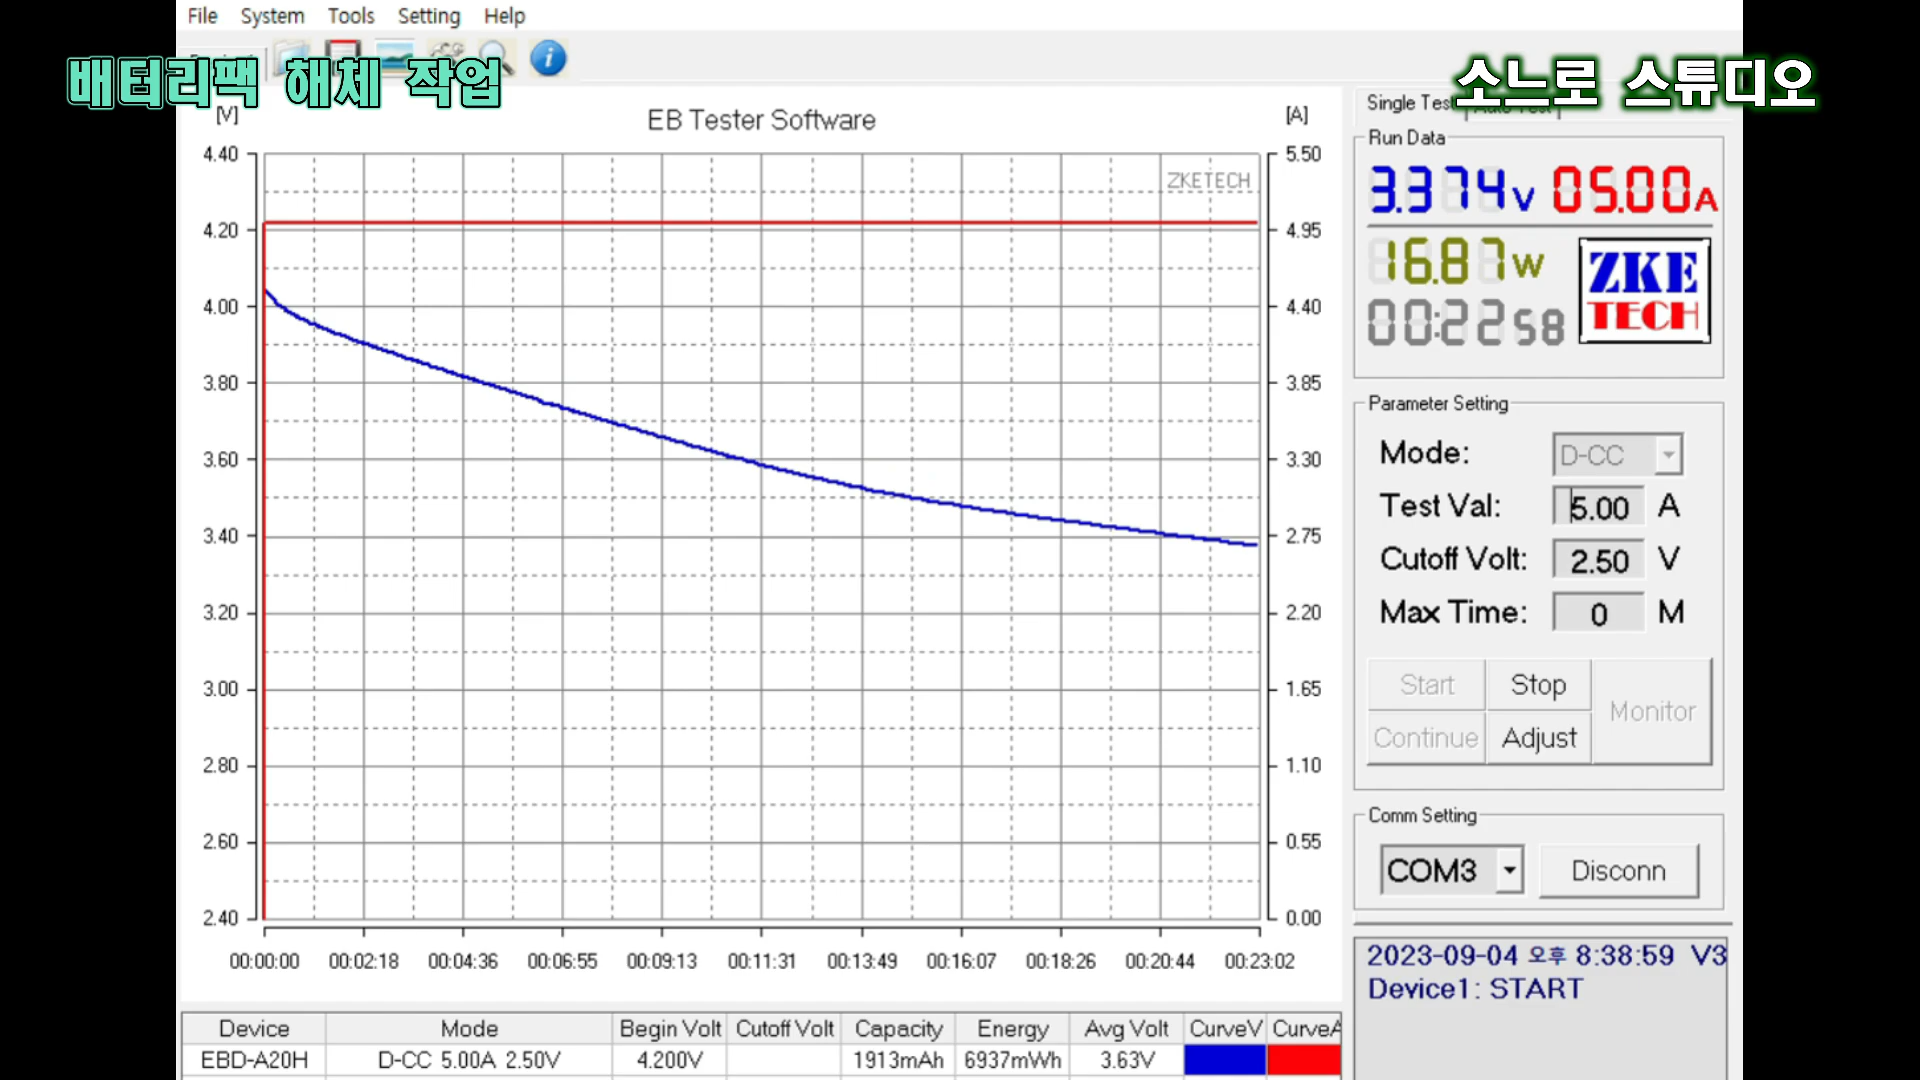 File System Tools Setting Help
배터리팩 해체 작업
소느로 스튜디오
[V]
EB Tester Software
[A]
ZKETECH
4.40
4.20
4.00
3.80
3.60
3.40
3.20
3.00
2.80
2.60
2.40
5.50
4.95
4.40
3.85
3.30
2.75
2.20
1.65
1.10
0.55
0.00
00:00:00 00:02:18 00:04:36 00:06:55 00:09:13 00:11:31 00:13:49 00:16:07 00:18:26 00:20:44 00:23:02
Single Test
Run Data
3.374V 05.00A
16.87W
00:22 58
ZKE
TECH
Parameter Setting
Mode: D-CC
Test Val: 5.00 A
Cutoff Volt: 2.50 V
Max Time: 0 M
Start Stop Monitor
Continue Adjust
Comm Setting
COM3 Disconn
2023-09-04 오후 8:38:59 V3
Device1: START
Device Mode Begin Volt Cutoff Volt Capacity Energy Avg Volt CurveV CurveA
EBD-A20H D-CC 5.00A 2.50V 4.200V 1913mAh 6937mWh 3.63V